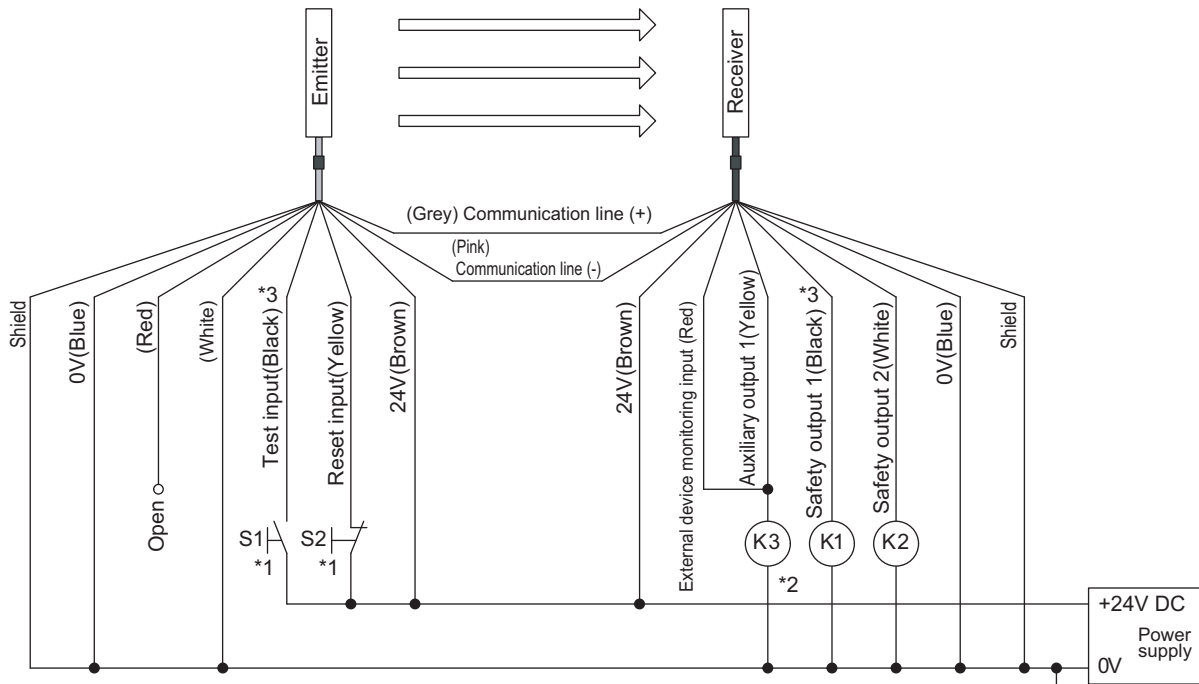 Emitter
Receiver
(Grey) Communication line (+)
(Pink)
Communication line (-)
Shield
0V(Blue)
(Red)
(White)
*3
Test input(Black)
Reset input(Yellow)
24V(Brown)
24V(Brown)
External device monitoring input (Red)
Auxiliary output 1(Yellow)
*3
Safety output 1(Black)
Safety output 2(White)
0V(Blue)
Shield
Open
S1
*1
S2
*1
K3
*2
K1
K2
+24V DC
Power
supply
0V